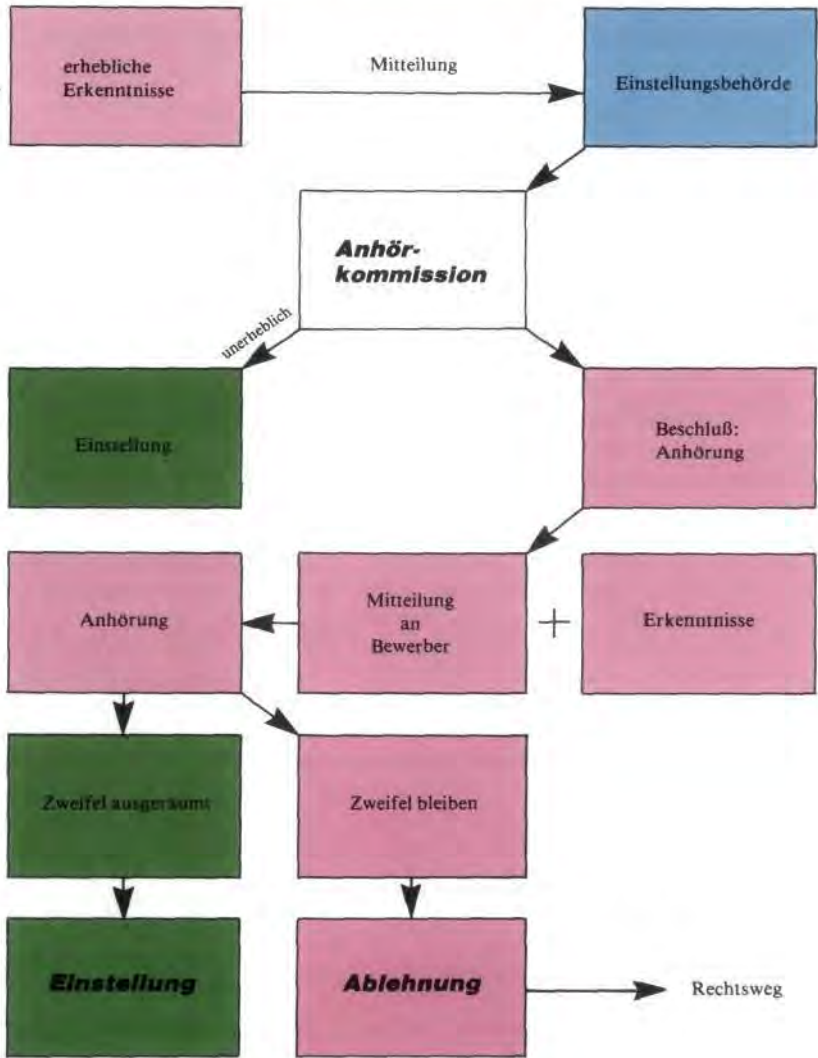 erhebliche
Erkenntnisse
Mitteilung
Einstellungsbehörde
Anhör-
kommission
unerheblich
Einstellung
Beschluß:
Anhörung
Anhörung
Mitteilung
an
Bewerber
+
Erkenntnisse
Zweifel ausgeräumt
Zweifel bleiben
Einstellung
Ablehnung
Rechtsweg